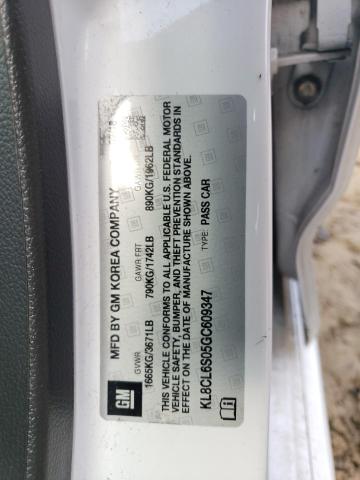 MFD BY GM KOREA COMPANY
GVWR GAWR FRT GAWR
1665KG/3671LB 790KG/1742LB 890KG/1962LB
THIS VEHICLE CONFORMS TO ALL APPLICABLE U.S. FEDERAL MOTOR
VEHICLE SAFETY, BUMPER, AND THEFT PREVENTION STANDARDS IN
EFFECT ON THE DATE OF MANUFACTURE SHOWN ABOVE.
KL8CL6S05GC609347 TYPE: PASS CAR
GM